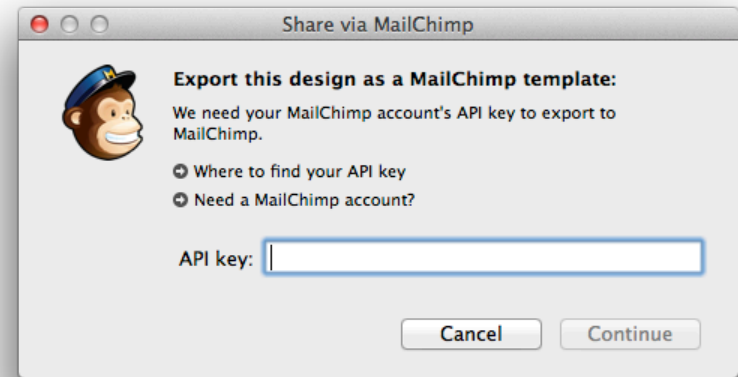 Share via MailChimp
Export this design as a MailChimp template:
We need your MailChimp account's API key to export to
MailChimp.
Where to find your API key
Need a MailChimp account?
API key:
Cancel
Continue